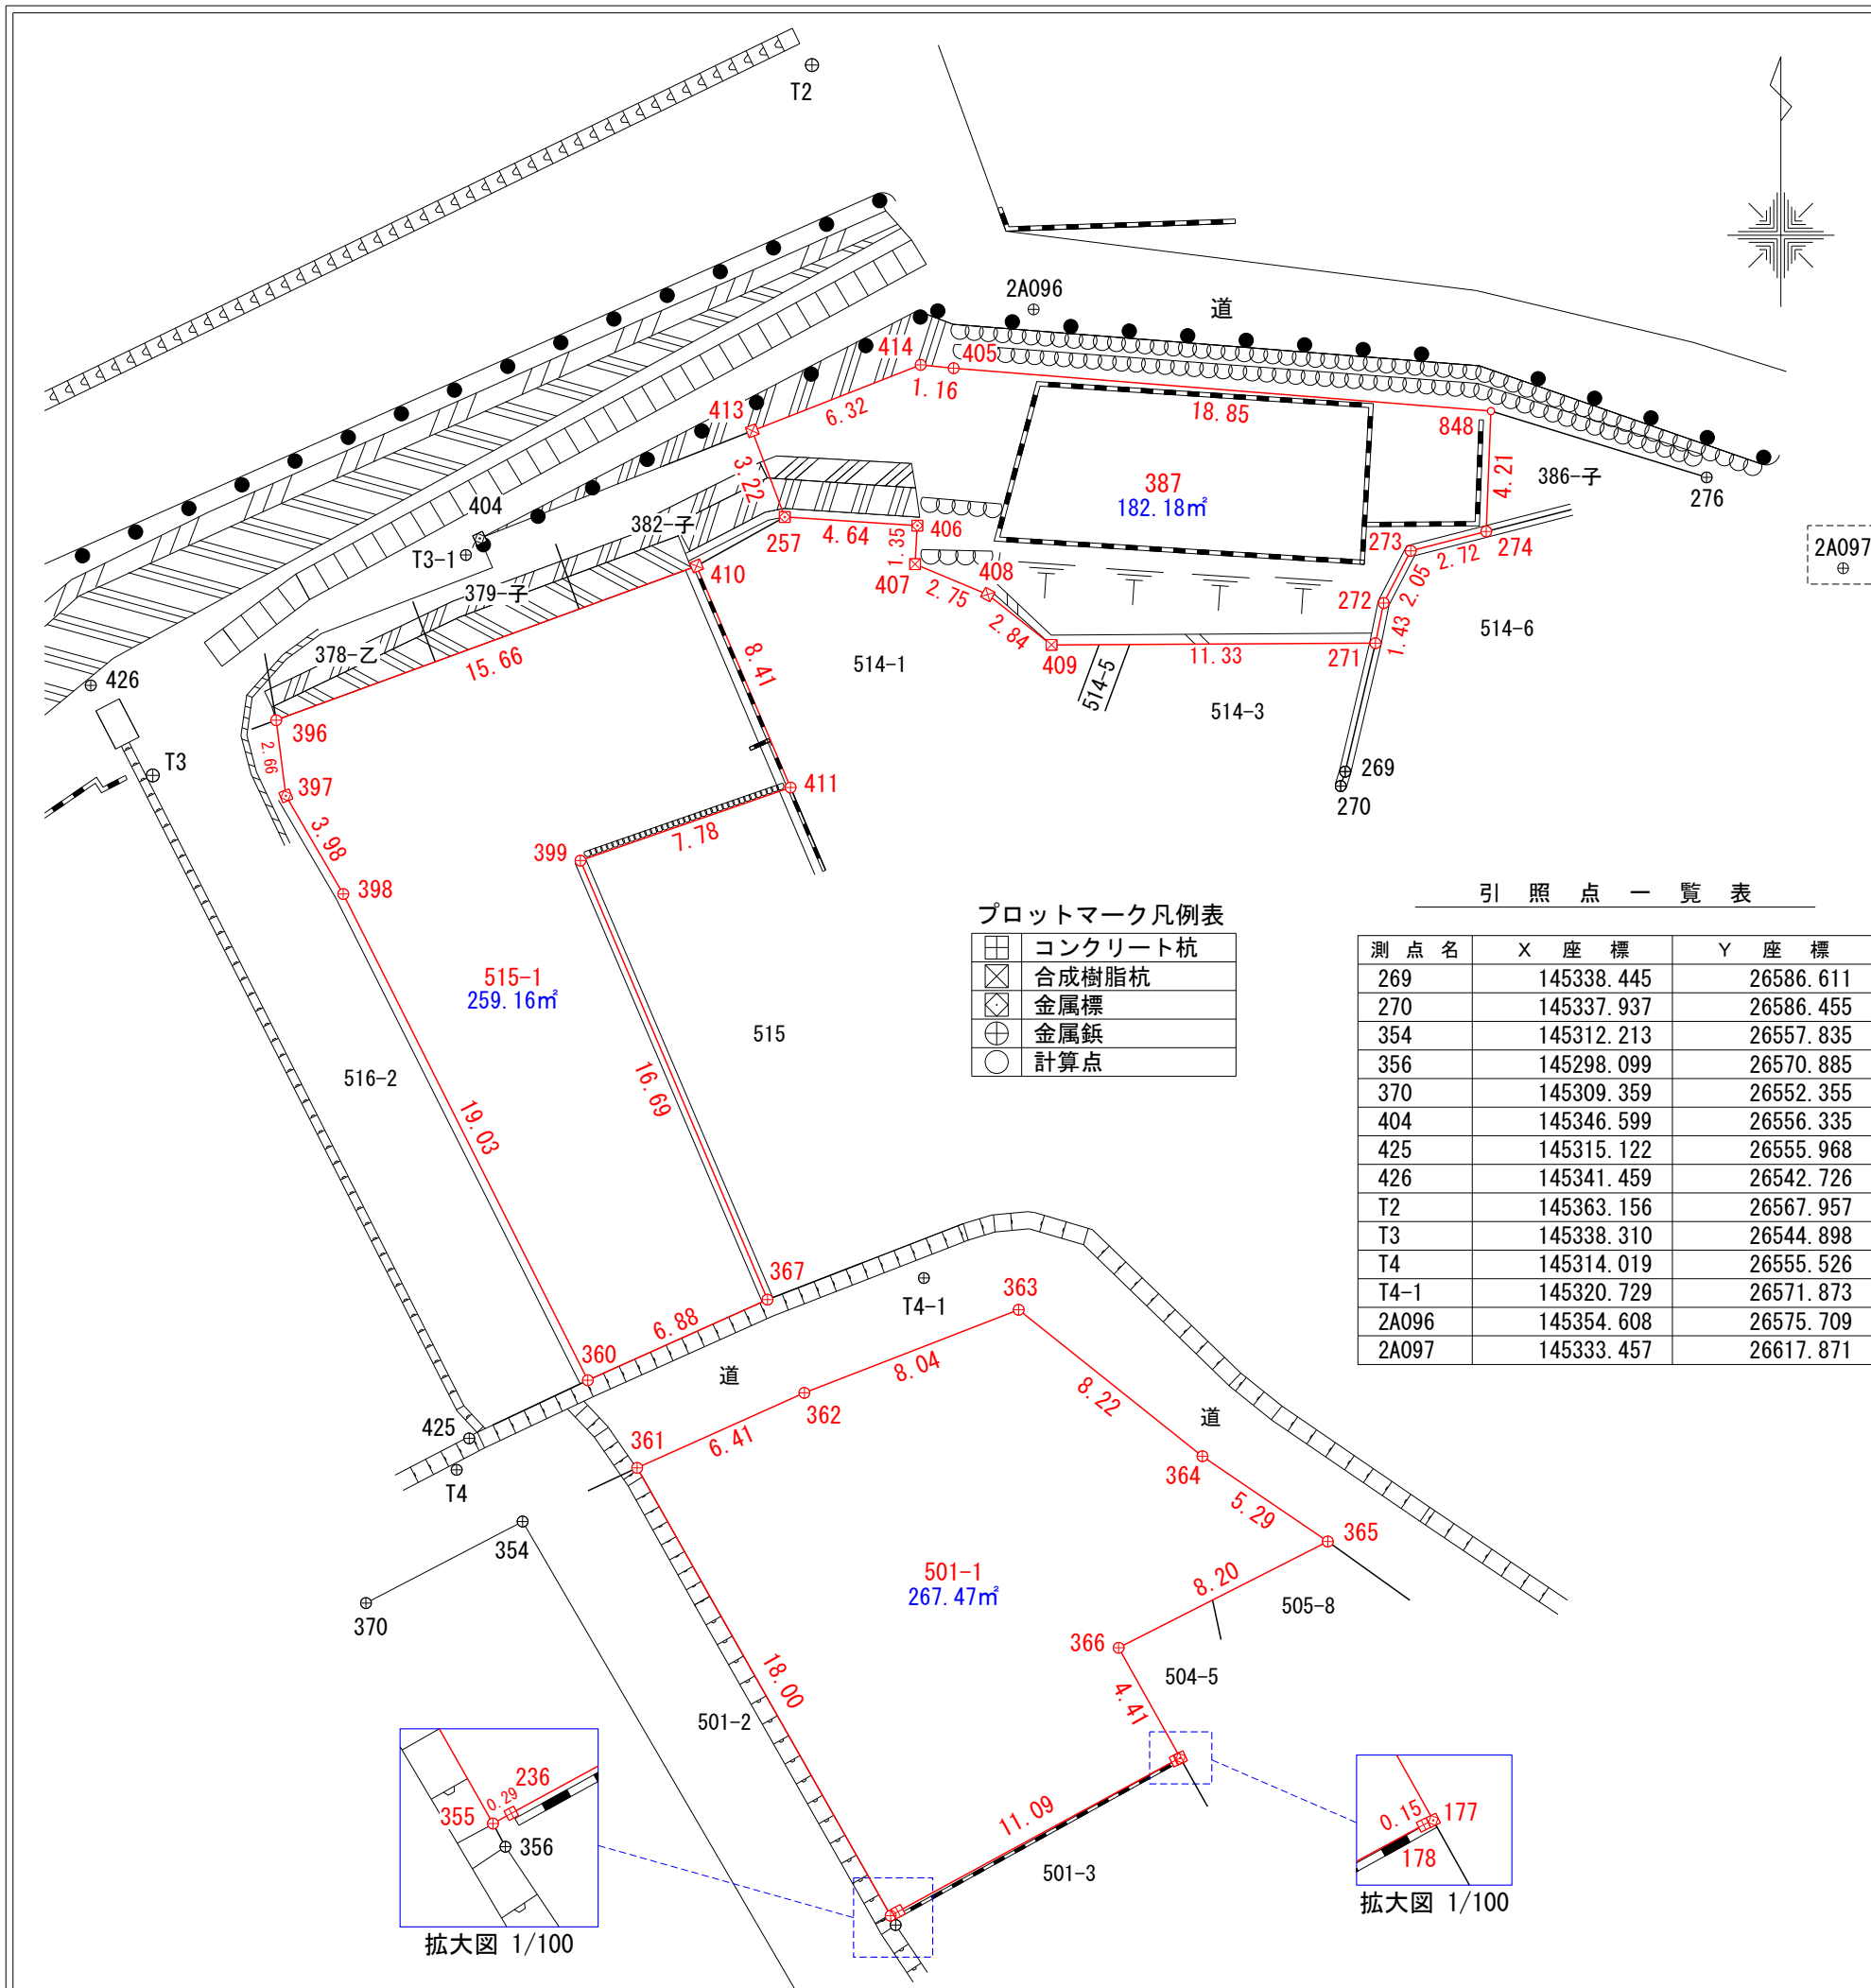 T2
2A096
道
414
405
1.16
413
6.32
18.85
848
3.22
387
182.18㎡
4.21
386-子
276
404
382-子
257
4.64
406
1.35
T3-1
410
407
408
273
2.72
274
2A097
379-子
2.75
2.05
272
378-乙
15.66
8.41
514-1
2.84
409
11.33
271
1.43
514-6
426
514-5
514-3
396
2.66
T3
397
411
269
270
3.98
399
7.78
398
515-1
259.16㎡
515
516-2
16.69
19.03
プロットマーク凡例表
コンクリート杭
合成樹脂杭
金属標
金属鋲
計算点
引 照 点 一 覧 表
測 点 名 X 座 標 Y 座 標
269 145338.445 26586.611
270 145337.937 26586.455
354 145312.213 26557.835
356 145298.099 26570.885
370 145309.359 26552.355
404 145346.599 26556.335
425 145315.122 26555.968
426 145341.459 26542.726
T2 145363.156 26567.957
T3 145338.310 26544.898
T4 145314.019 26555.526
T4-1 145320.729 26571.873
2A096 145354.608 26575.709
2A097 145333.457 26617.871
367
T4-1
363
6.88
360
道
8.04
362
8.22
道
425
361
6.41
364
T4
5.29
354
365
501-1
267.47㎡
8.20
505-8
370
366
504-5
18.00
4.41
501-2
11.09
501-3
236
0.29
355
356
拡大図 1/100
0.15
177
178
拡大図 1/100